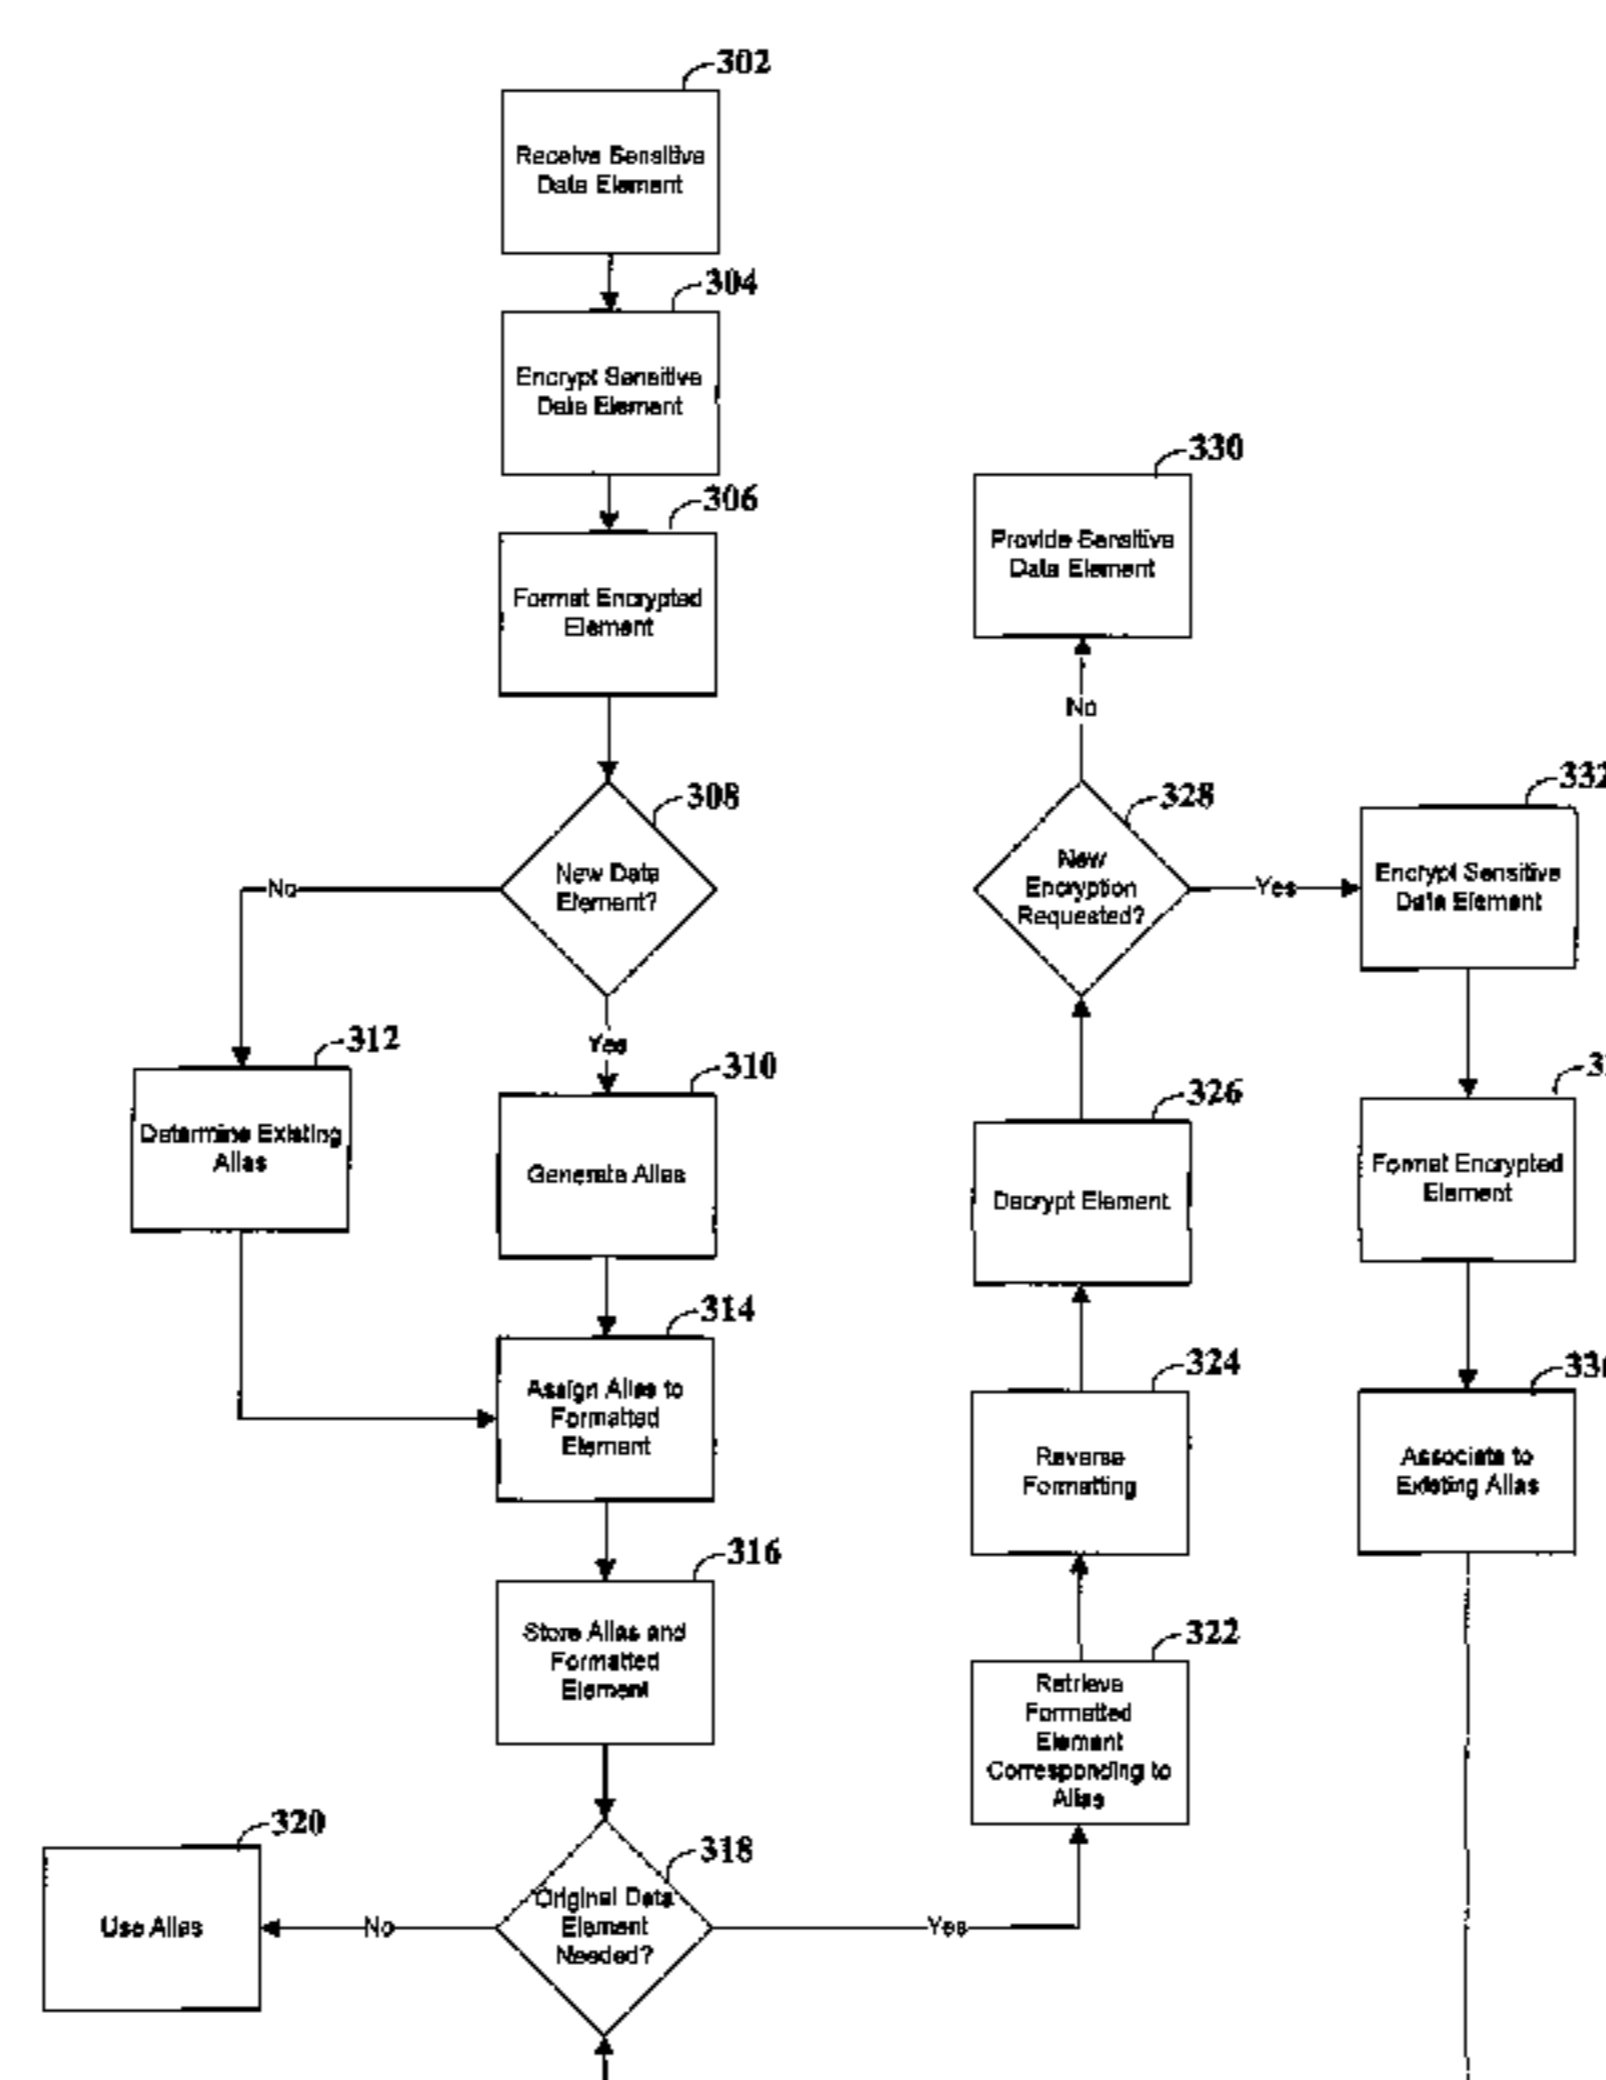 302
Receive Sensitive
Data Element
304
Encrypt Sensitive
Data Element
306
Format Encrypted
Element
308
New Data
Element?
No
Yes
312
Determine Existing
Alias
310
Generate Alias
314
Assign Alias to
Formatted
Element
316
Store Alias and
Formatted
Element
318
Original Data
Element
Needed?
No
320
Use Alias
Yes
322
Retrieve
Formatted
Element
Corresponding to
Alias
324
Reverse
Formatting
326
Decrypt Element
328
New
Encryption
Requested?
No
330
Provide Sensitive
Data Element
Yes
332
Encrypt Sensitive
Data Element
Format Encrypted
Element
336
Associate to
Existing Alias